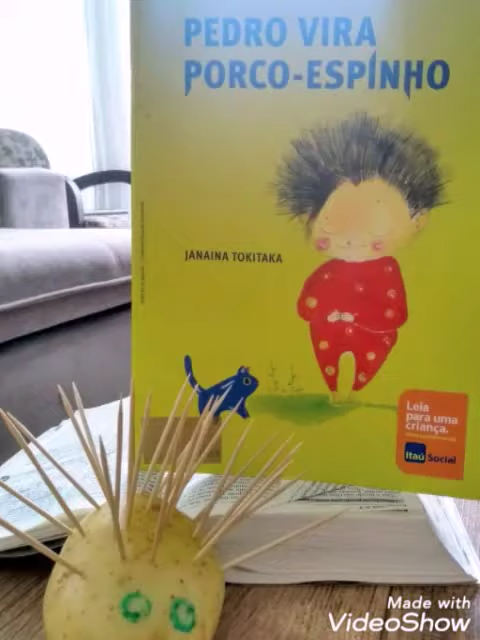 PEDRO VIRA
PORCO-ESPINHO
JANAINA TOKITAKA
Leia
para uma
criança.
Itaú Social
Made with
VideoShow